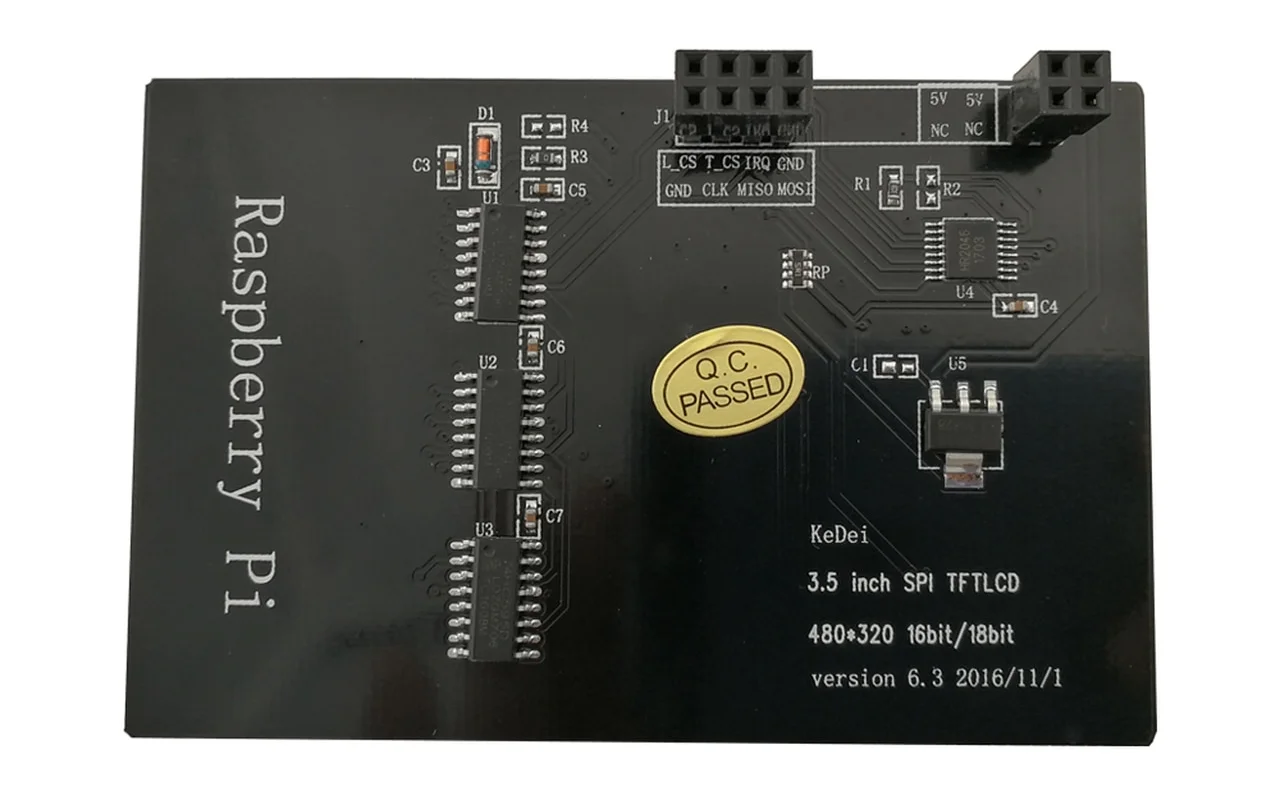 D1
R4
C3
R3
C5
U1
J1
5V 5V
NC NC
L_CS T_CS IRQ GND
GND CLK MISO MOSI
R1
R2
HR2046
1703
U4
C4
RP
Raspberry Pi
C6
U2
Q.C.
PASSED
C1
U5
C7
U3
KeDei
3.5 inch SPI TFTLCD
480*320 16bit/18bit
version 6.3 2016/11/1